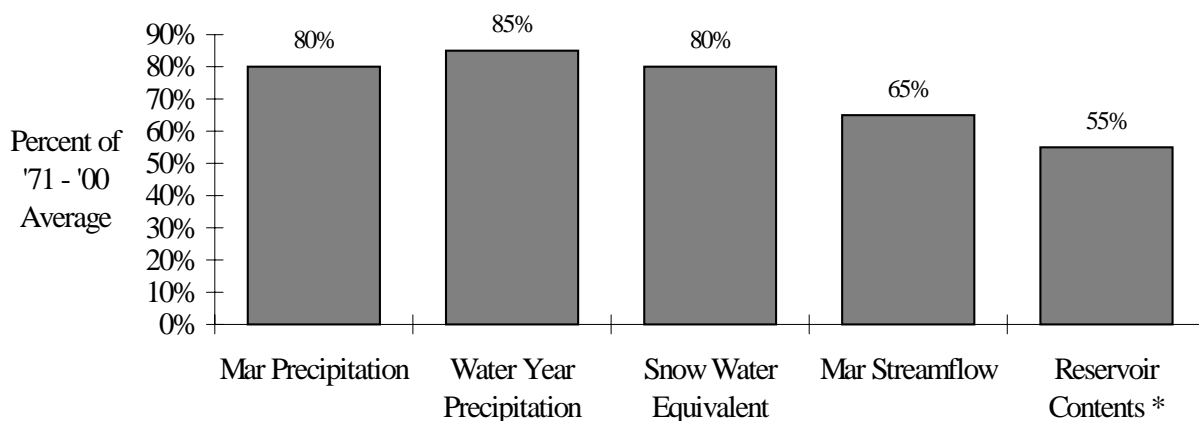 90%
80%
70%
60%
50%
40%
30%
20%
10%
0%
Percent of
'71 - '00
Average
80%
85%
80%
65%
55%
Mar Precipitation
Water Year
Precipitation
Snow Water
Equivalent
Mar Streamflow
Reservoir
Contents *